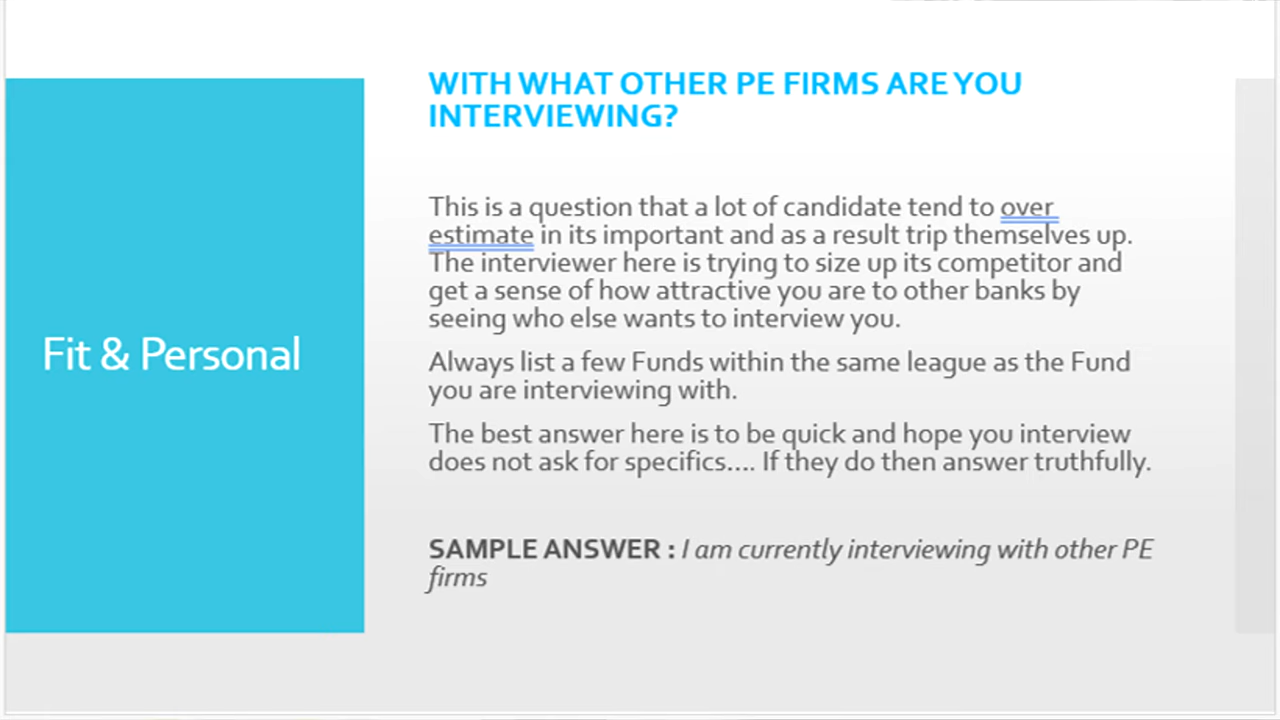 WITH WHAT OTHER PE FIRMS ARE YOU
INTERVIEWING?
This is a question that a lot of candidate tend to over
estimate in its important and as a result trip themselves up.
The interviewer here is trying to size up its competitor and
get a sense of how attractive you are to other banks by
seeing who else wants to interview you.
Always list a few Funds within the same league as the Fund
you are interviewing with.
The best answer here is to be quick and hope you interview
does not ask for specifics…. If they do then answer truthfully.
SAMPLE ANSWER : I am currently interviewing with other PE
firms
Fit & Personal